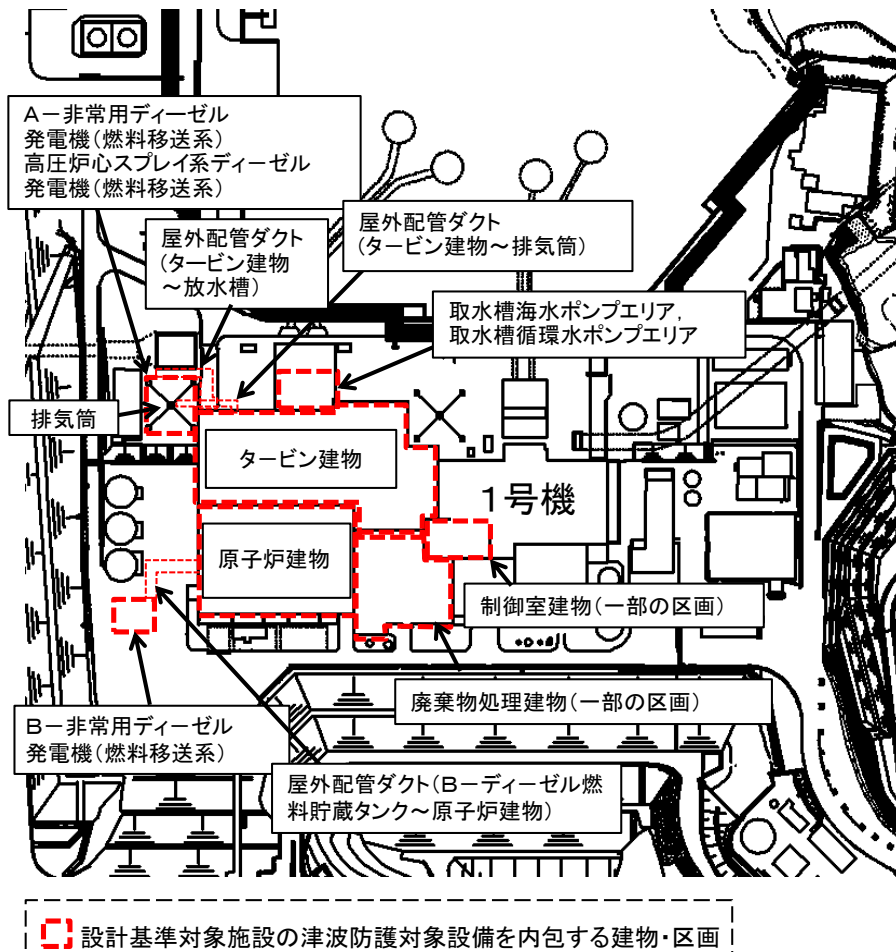 A－非常用ディーゼル
発電機（燃料移送系）
高圧炉心スプレイ系ディーゼル
発電機（燃料移送系）
屋外配管ダクト
（タービン建物
～放水槽）
屋外配管ダクト
（タービン建物～排気筒）
取水槽海水ポンプエリア，
取水槽循環水ポンプエリア
排気筒
タービン建物
1号機
原子炉建物
制御室建物（一部の区画）
廃棄物処理建物（一部の区画）
B－非常用ディーゼル
発電機（燃料移送系）
屋外配管ダクト（B－ディーゼル燃
料貯蔵タンク～原子炉建物）
設計基準対象施設の津波防護対象設備を内包する建物・区画